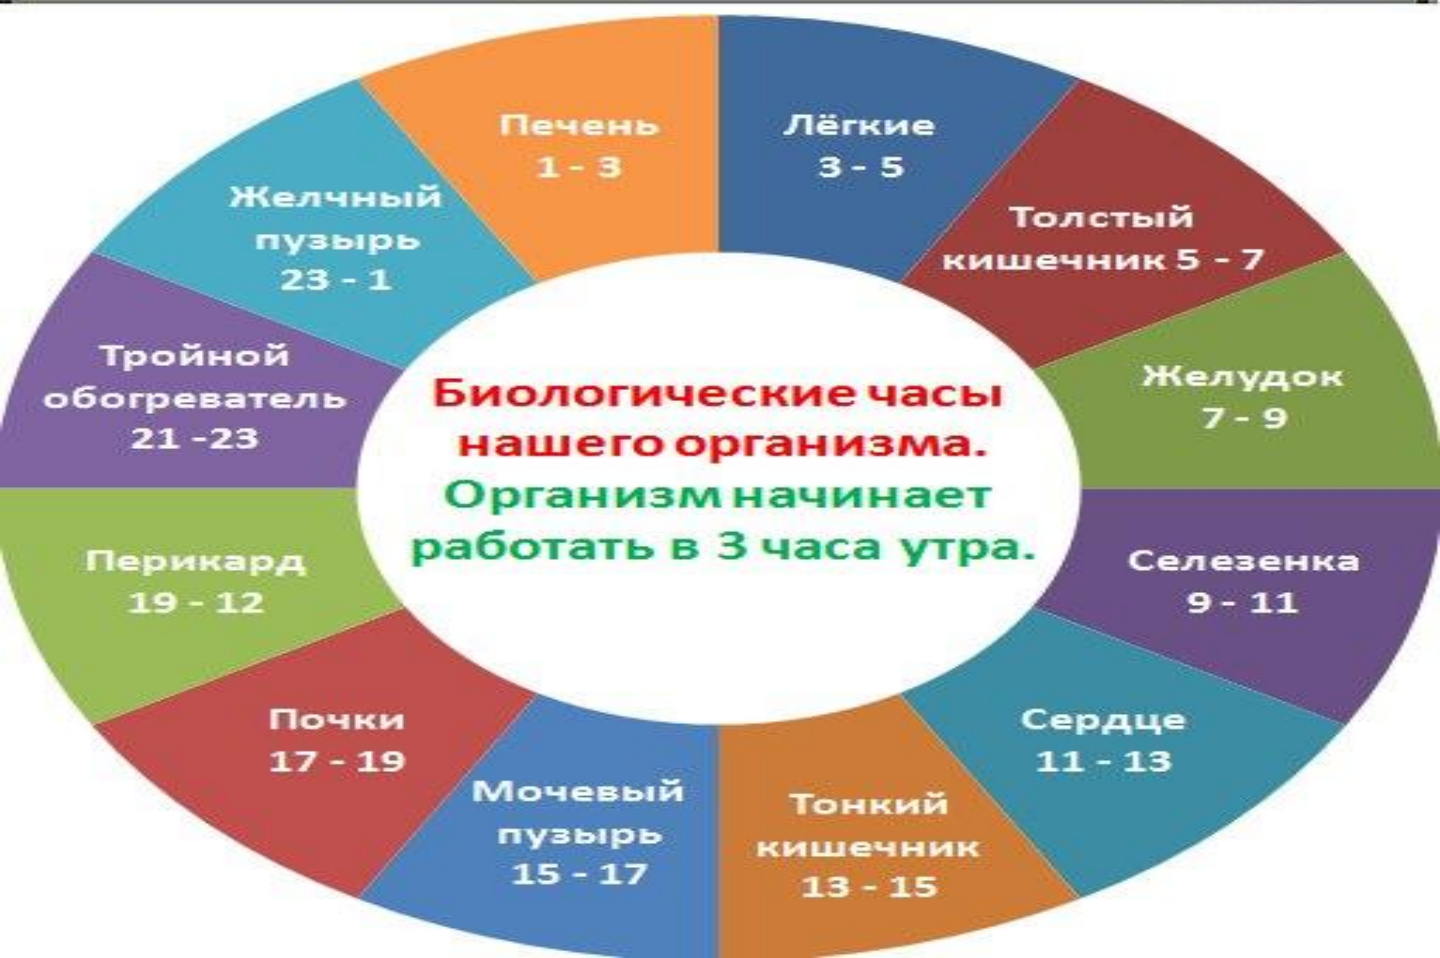 Биологические часы
нашего организма.
Организм начинает
работать в 3 часа утра.
Лёгкие
3 - 5
Толстый
кишечник 5 - 7
Желудок
7 - 9
Селезенка
9 - 11
Сердце
11 - 13
Тонкий
кишечник
13 - 15
Мочевый
пузырь
15 - 17
Почки
17 - 19
Перикард
19 - 12
Тройной
обогреватель
21 -23
Желчный
пузырь
23 - 1
Печень
1 - 3